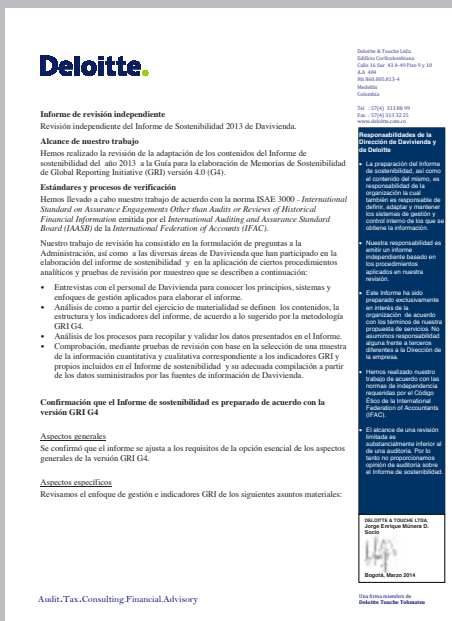 Deloitte.
Deloitte & Touche Ltda.
Edificio Corficolombiana
Calle 16 Sur 43 A-49 Piso 9 y 10
A.A 404
Nit 860.005.813-4
Medellín
Colombia
Tel : 57(4) 313 88 99
Fax : 57(4) 313 32 25
www.deloitte.com.co
Informe de revisión independiente
Revisión independiente del Informe de Sostenibilidad 2013 de Davivienda.
Alcance de nuestro trabajo
Hemos realizado la revisión de la adaptación de los contenidos del Informe de
sostenibilidad del año 2013 a la Guía para la elaboración de Memorias de Sostenibilidad
de Global Reporting Initiative (GRI) versión 4.0 (G4).
Estándares y procesos de verificación
Hemos llevado a cabo nuestro trabajo de acuerdo con la norma ISAE 3000 - International
Standard on Assurance Engagements Other than Audits or Reviews of Historical
Financial Information emitida por el International Auditing and Assurance Standard
Board (IAASB) de la International Federation of Accounts (IFAC).
Nuestro trabajo de revisión ha consistido en la formulación de preguntas a la
Administración, así como a las diversas áreas de Davivienda que han participado en la
elaboración del informe de sostenibilidad y en la aplicación de ciertos procedimientos
analíticos y pruebas de revisión por muestreo que se describen a continuación:
• Entrevistas con el personal de Davivienda para conocer los principios, sistemas y
enfoques de gestión aplicados para elaborar el informe.
• Análisis de como a partir del ejercicio de materialidad se definen los contenidos, la
estructura y los indicadores del informe, de acuerdo a lo sugerido por la metodología
GRI G4.
• Análisis de los procesos para recopilar y validar los datos presentados en el Informe.
• Comprobación, mediante pruebas de revisión con base en la selección de una muestra
de la información cuantitativa y cualitativa correspondiente a los indicadores GRI y
propios incluidos en el Informe de sostenibilidad y su adecuada compilación a partir
de los datos suministrados por las fuentes de información de Davivienda.
Confirmación que el Informe de sostenibilidad es preparado de acuerdo con la
versión GRI G4
Aspectos generales
Se confirmó que el informe se ajusta a los requisitos de la opción esencial de los aspectos
generales de la versión GRI G4.
Aspectos específicos
Revisamos el enfoque de gestión e indicadores GRI de los siguientes asuntos materiales:
Responsabilidades de la
Dirección de Davivienda y
de Deloitte
• La preparación del Informe
de sostenibilidad, así como
el contenido del mismo, es
responsabilidad de la
organización la cual
también es responsable de
definir, adaptar y mantener
los sistemas de gestión y
control interno de los que se
obtiene la información.
• Nuestra responsabilidad es
emitir un informe
independiente basado en
los procedimientos
aplicados en nuestra
revisión.
• Este Informe ha sido
preparado exclusivamente
en interés de la
organización de acuerdo
con los términos de nuestra
propuesta de servicios. No
asumimos responsabilidad
alguna frente a terceros
diferentes a la Dirección de
la empresa.
• Hemos realizado nuestro
trabajo de acuerdo con las
normas de independencia
requeridas por el Código
Ético de la International
Federation of Accountants
(IFAC).
• El alcance de una revisión
limitada es
substancialmente inferior al
de una auditoría. Por lo
tanto no proporcionamos
opinión de auditoría sobre
el Informe de sostenibilidad.
DELOITTE & TOUCHE LTDA.
Jorge Enrique Múnera D.
Socio
Bogotá, Marzo 2014
Audit.Tax.Consulting.Financial.Advisory
Una firma miembro de
Deloitte Touche Tohmatsu